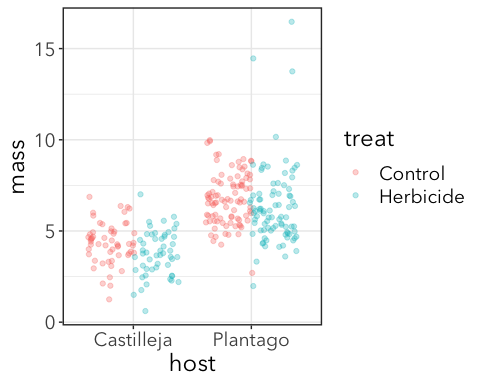 mass
15
10
5
0
Castilleja Plantago
host
treat
Control
Herbicide